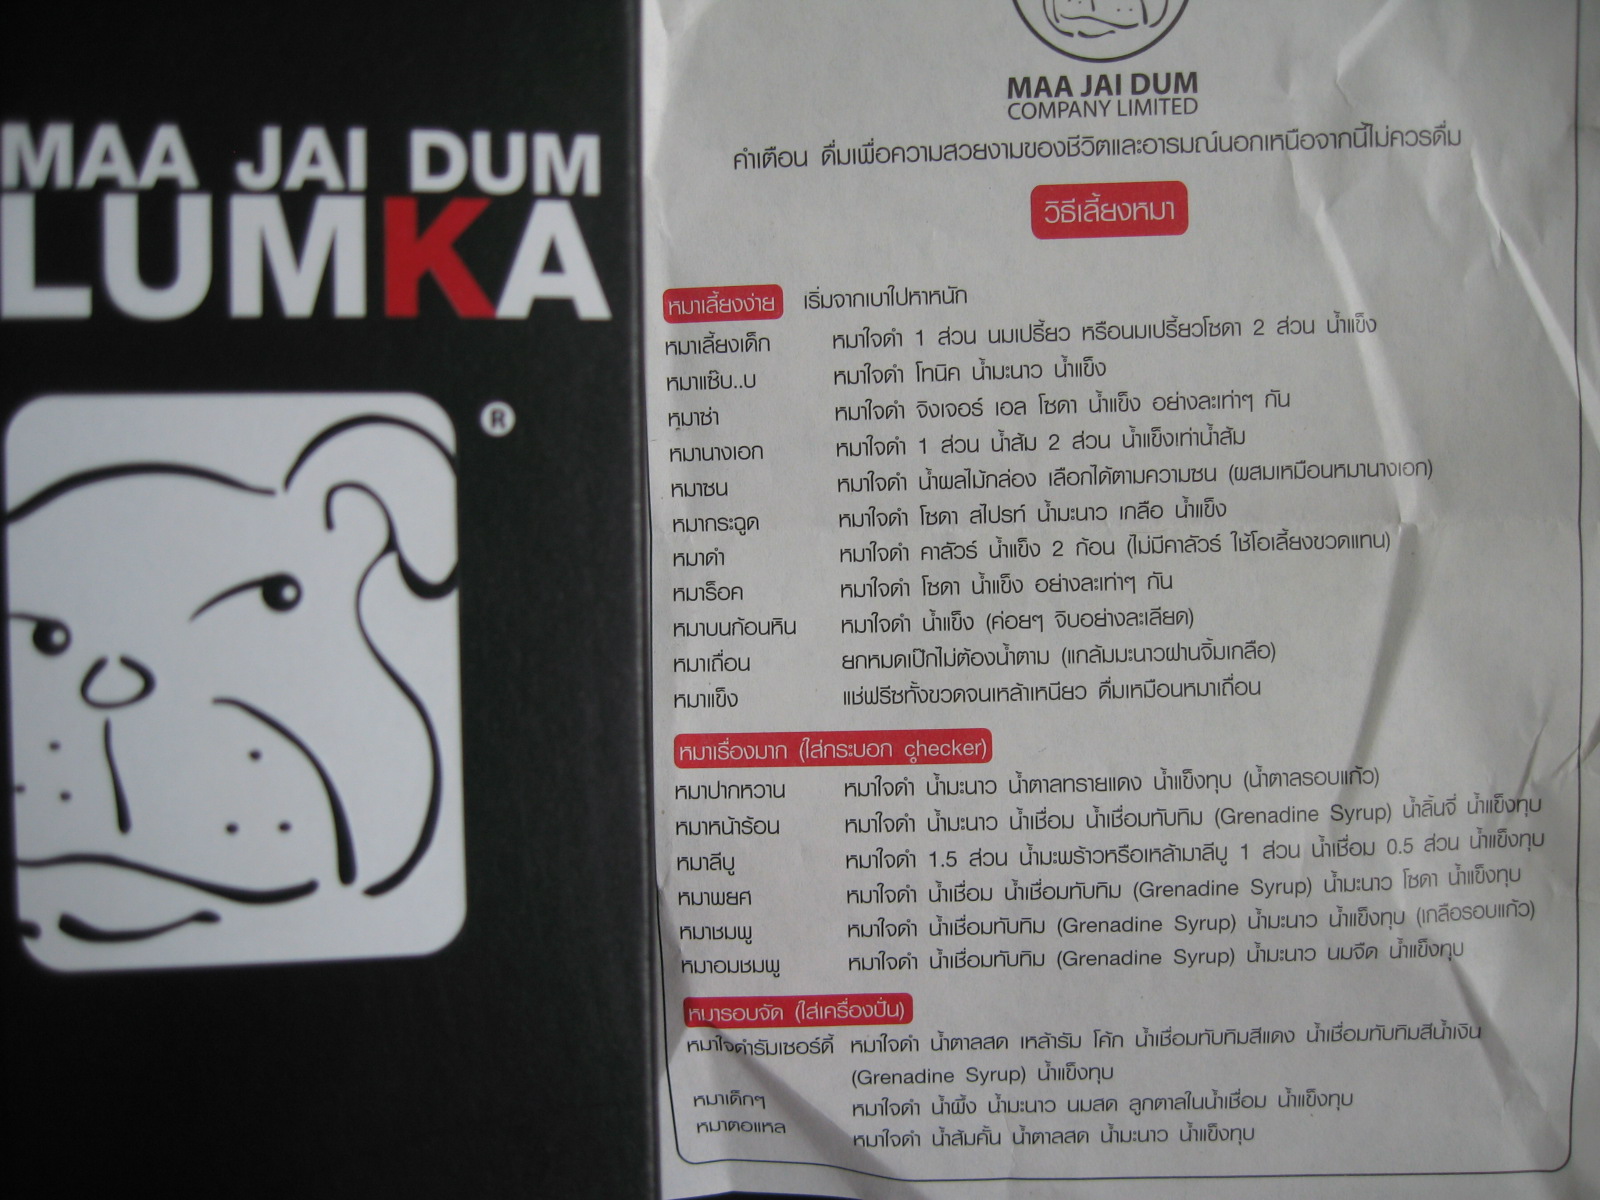 MAA JAI DUM
LUMKA
®
MAA JAI DUM
COMPANY LIMITED
คำเตือน ดื่มเพื่อความสวยงามของชีวิตและอารมณ์นอกเหนือจากนี้ไม่ควรดื่ม
วิธีเลี้ยงหมา
หมาเลี้ยงง่าย เริ่มจากเบาไปหาหนัก
หมาเลี้ยงเด็ก หมาใจดำ 1 ส่วน นมเปรี้ยว หรือนมเปรี้ยวโซดา 2 ส่วน น้ำแข็ง
หมาแซ๊บ..บ หมาใจดำ โทนิค น้ำมะนาว น้ำแข็ง
หมาซ่า หมาใจดำ จิงเจอร์ เอล โซดา น้ำแข็ง อย่างละเท่าๆ กัน
หมานางเอก หมาใจดำ 1 ส่วน น้ำส้ม 2 ส่วน น้ำแข็งเท่าน้ำส้ม
หมาซน หมาใจดำ น้ำผลไม้กล่อง เลือกได้ตามความซน (ผสมเหมือนหมานางเอก)
หมากระฉูด หมาใจดำ โซดา สไปรท์ น้ำมะนาว เกลือ น้ำแข็ง
หมาดำ หมาใจดำ คาลัวร์ น้ำแข็ง 2 ก้อน (ไม่มีคาลัวร์ ใช้โอเลี้ยงขวดแทน)
หมาร็อค หมาใจดำ โซดา น้ำแข็ง อย่างละเท่าๆ กัน
หมาบนก้อนหิน หมาใจดำ น้ำแข็ง (ค่อยๆ จิบอย่างละเลียด)
หมาเถื่อน ยกหมดเป๊กไม่ต้องน้ำตาม (แกล้มมะนาวฝานจิ้มเกลือ)
หมาแข็ง แช่ฟรีซทั้งขวดจนเหล้าเหนียว ดื่มเหมือนหมาเถื่อน
หมาเรื่องมาก (ใส่กระบอก checker)
หมาปากหวาน หมาใจดำ น้ำมะนาว น้ำตาลทรายแดง น้ำแข็งทุบ (น้ำตาลรอบแก้ว)
หมาหน้าร้อน หมาใจดำ น้ำมะนาว น้ำเชื่อม น้ำเชื่อมทับทิม (Grenadine Syrup) น้ำลิ้นจี่ น้ำแข็งทุบ
หมาลีบู หมาใจดำ 1.5 ส่วน น้ำมะพร้าวหรือเหล้ามาลีบู 1 ส่วน น้ำเชื่อม 0.5 ส่วน น้ำแข็งทุบ
หมาพยศ หมาใจดำ น้ำเชื่อม น้ำเชื่อมทับทิม (Grenadine Syrup) น้ำมะนาว โซดา น้ำแข็งทุบ
หมาชมพู หมาใจดำ น้ำเชื่อมทับทิม (Grenadine Syrup) น้ำมะนาว น้ำแข็งทุบ (เกลือรอบแก้ว)
หมาอมชมพู หมาใจดำ น้ำเชื่อมทับทิม (Grenadine Syrup) น้ำมะนาว นมจืด น้ำแข็งทุบ
หมารอบจัด (ใส่เครื่องปั่น)
หมาใจดำรัมเชอร์ดี้ หมาใจดำ น้ำตาลสด เหล้ารัม โค้ก น้ำเชื่อมทับทิมสีแดง น้ำเชื่อมทับทิมสีน้ำเงิน
(Grenadine Syrup) น้ำแข็งทุบ
หมาเด็กๆ หมาใจดำ น้ำผึ้ง น้ำมะนาว นมสด ลูกตาลในน้ำเชื่อม น้ำแข็งทุบ
หมาตอแหล หมาใจดำ น้ำส้มคั้น น้ำตาลสด น้ำมะนาว น้ำแข็งทุบ